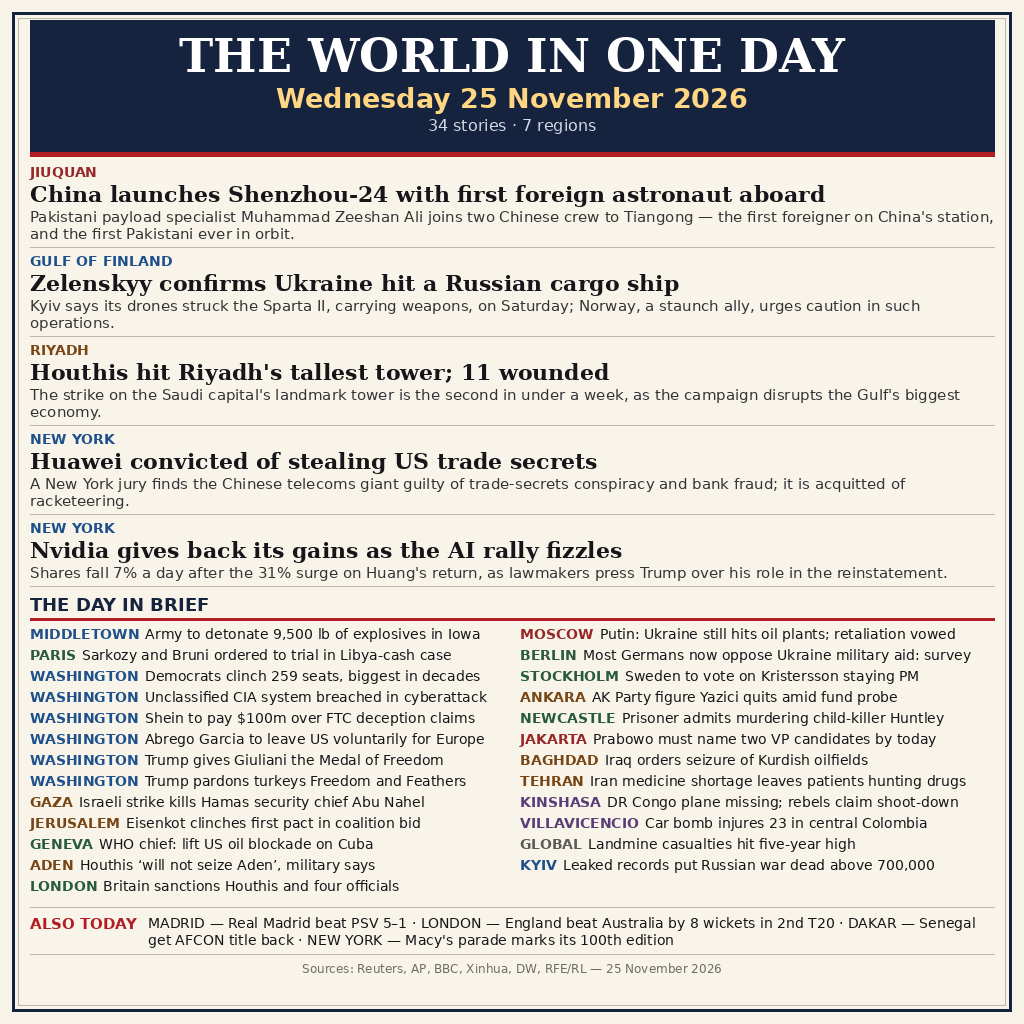 THE WORLD IN ONE DAY
Wednesday 25 November 2026
34 stories · 7 regions
JIUQUAN
China launches Shenzhou-24 with first foreign astronaut aboard
Pakistani payload specialist Muhammad Zeeshan Ali joins two Chinese crew to Tiangong — the first foreigner on China's station,
and the first Pakistani ever in orbit.
GULF OF FINLAND
Zelenskyy confirms Ukraine hit a Russian cargo ship
Kyiv says its drones struck the Sparta II, carrying weapons, on Saturday; Norway, a staunch ally, urges caution in such
operations.
RIYADH
Houthis hit Riyadh's tallest tower; 11 wounded
The strike on the Saudi capital's landmark tower is the second in under a week, as the campaign disrupts the Gulf's biggest
economy.
NEW YORK
Huawei convicted of stealing US trade secrets
A New York jury finds the Chinese telecoms giant guilty of trade-secrets conspiracy and bank fraud; it is acquitted of
racketeering.
NEW YORK
Nvidia gives back its gains as the AI rally fizzles
Shares fall 7% a day after the 31% surge on Huang's return, as lawmakers press Trump over his role in the reinstatement.
THE DAY IN BRIEF
MIDDLETOWN Army to detonate 9,500 lb of explosives in Iowa
PARIS Sarkozy and Bruni ordered to trial in Libya-cash case
WASHINGTON Democrats clinch 259 seats, biggest in decades
WASHINGTON Unclassified CIA system breached in cyberattack
WASHINGTON Shein to pay $100m over FTC deception claims
WASHINGTON Abrego Garcia to leave US voluntarily for Europe
WASHINGTON Trump gives Giuliani the Medal of Freedom
WASHINGTON Trump pardons turkeys Freedom and Feathers
GAZA Israeli strike kills Hamas security chief Abu Nahel
JERUSALEM Eisenkot clinches first pact in coalition bid
GENEVA WHO chief: lift US oil blockade on Cuba
ADEN Houthis ‘will not seize Aden’, military says
LONDON Britain sanctions Houthis and four officials
MOSCOW Putin: Ukraine still hits oil plants; retaliation vowed
BERLIN Most Germans now oppose Ukraine military aid: survey
STOCKHOLM Sweden to vote on Kristersson staying PM
ANKARA AK Party figure Yazici quits amid fund probe
NEWCASTLE Prisoner admits murdering child-killer Huntley
JAKARTA Prabowo must name two VP candidates by today
BAGHDAD Iraq orders seizure of Kurdish oilfields
TEHRAN Iran medicine shortage leaves patients hunting drugs
KINSHASA DR Congo plane missing; rebels claim shoot-down
VILLAVICENCIO Car bomb injures 23 in central Colombia
GLOBAL Landmine casualties hit five-year high
KYIV Leaked records put Russian war dead above 700,000
ALSO TODAY MADRID — Real Madrid beat PSV 5–1 · LONDON — England beat Australia by 8 wickets in 2nd T20 · DAKAR — Senegal
get AFCON title back · NEW YORK — Macy's parade marks its 100th edition
Sources: Reuters, AP, BBC, Xinhua, DW, RFE/RL — 25 November 2026